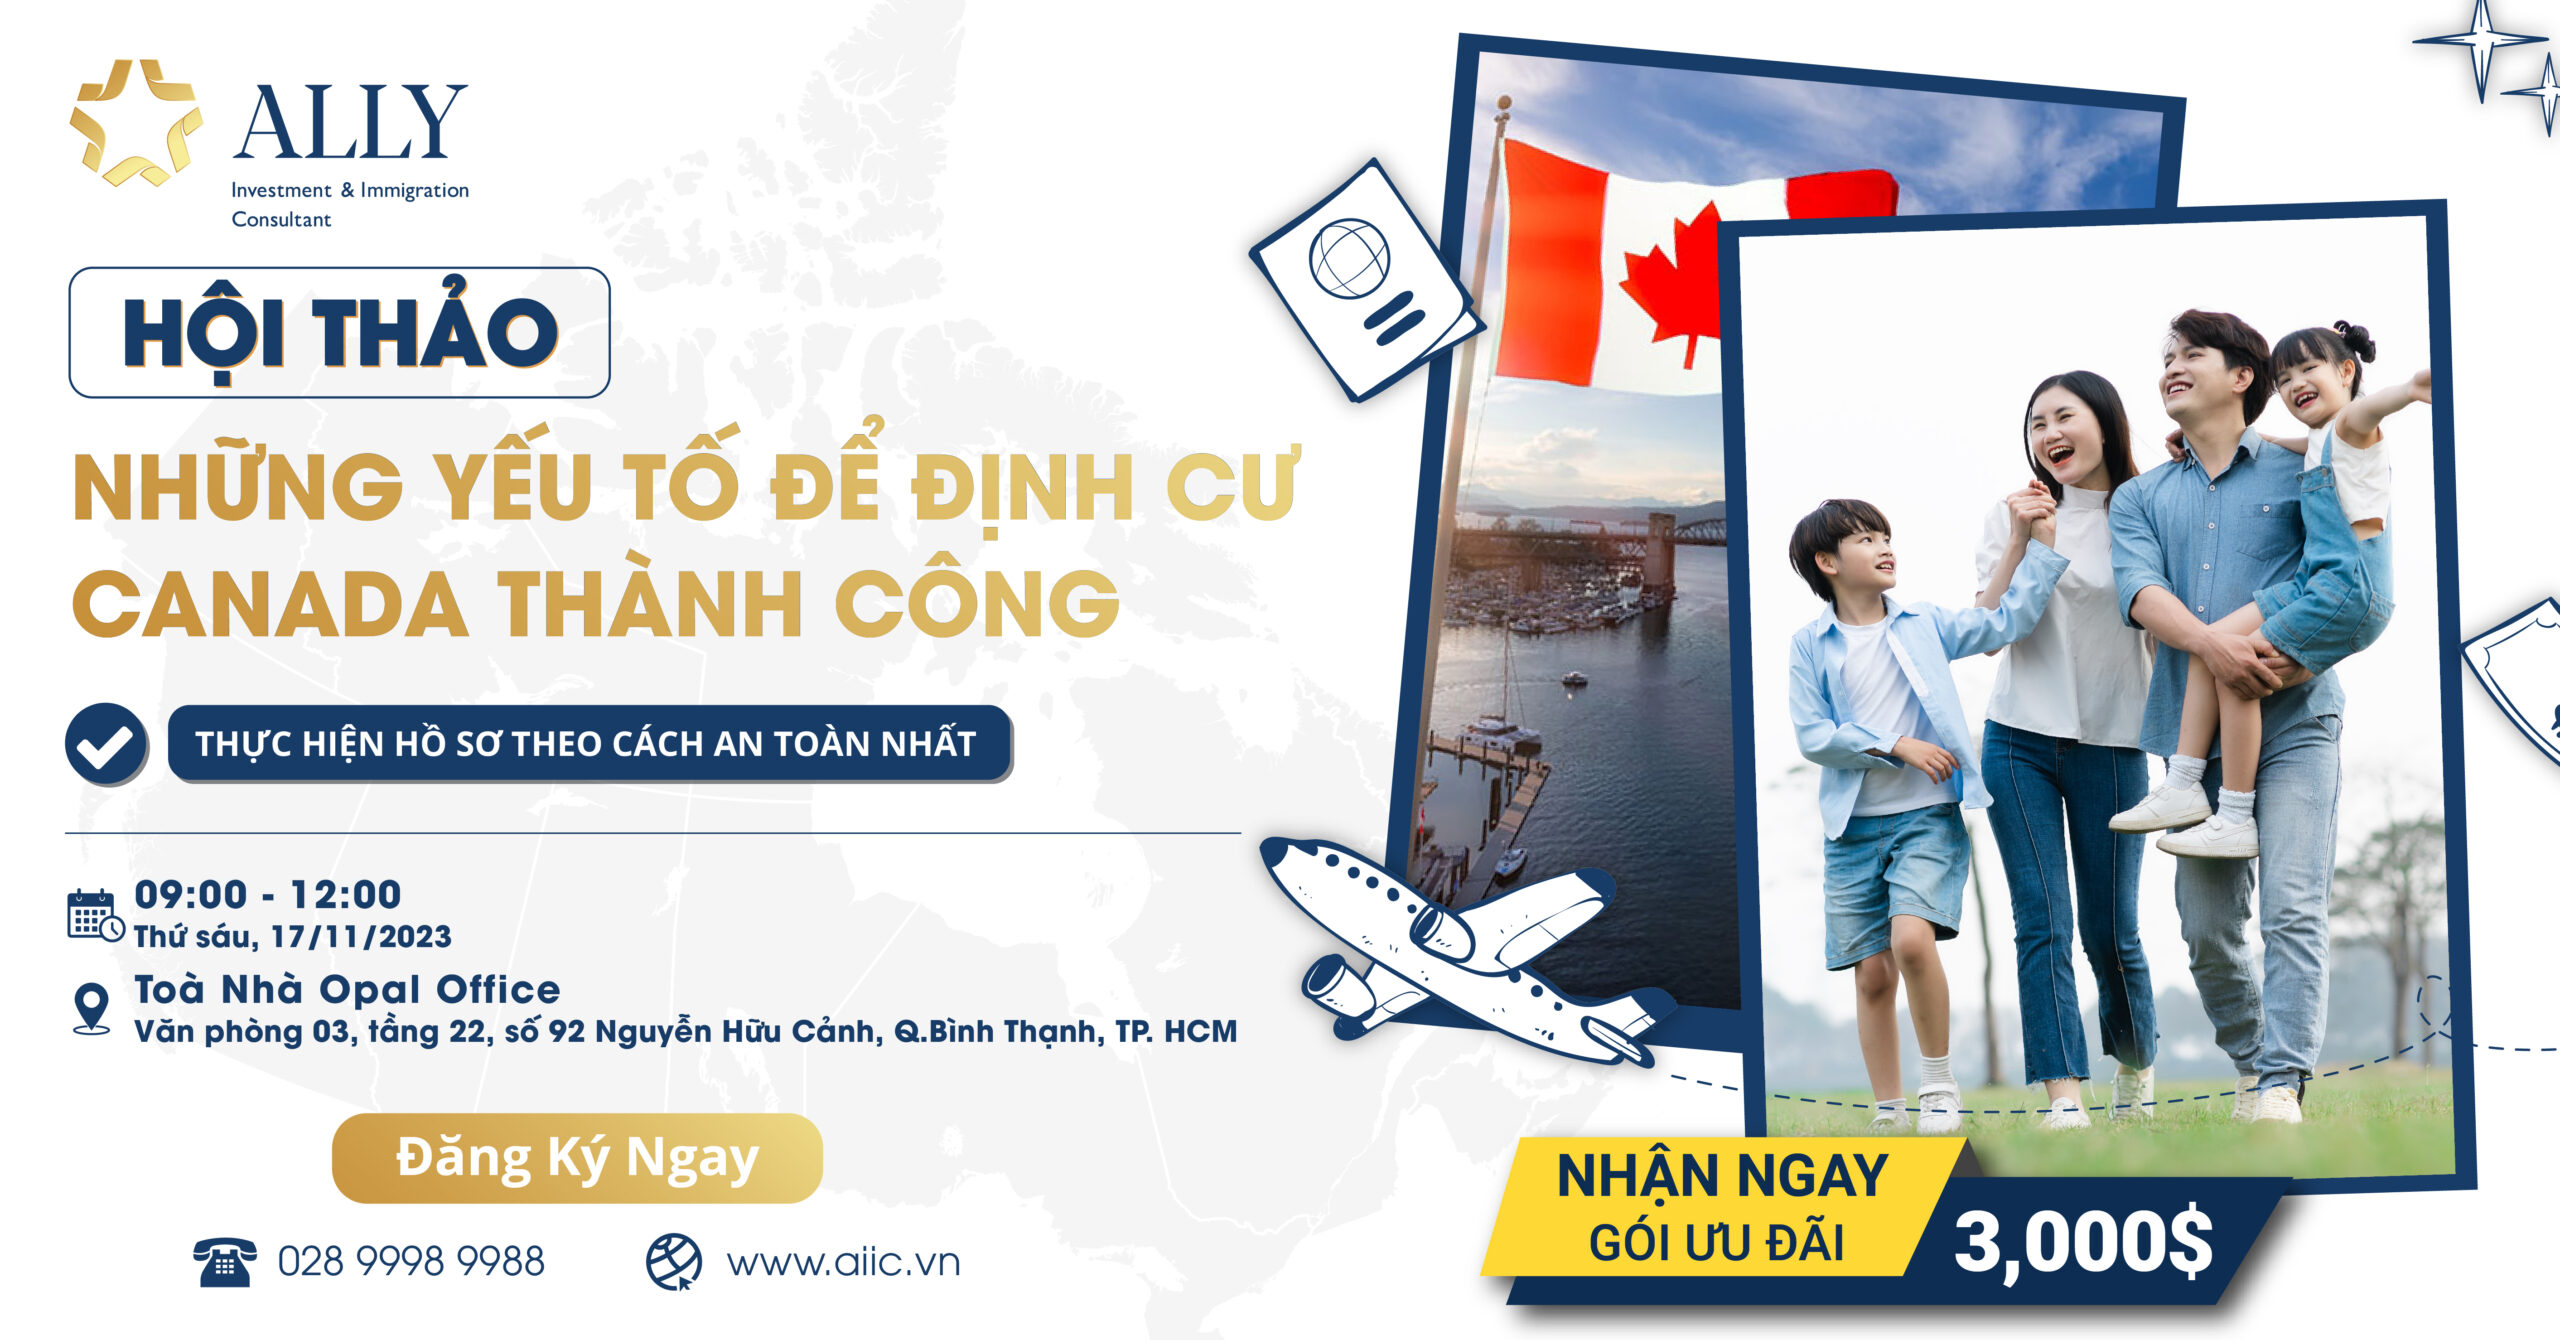 ALLY
Investment & Immigration
Consultant
HỘI THẢO
NHỮNG YẾU TỐ ĐỂ ĐỊNH CƯ
CANADA THÀNH CÔNG
THỰC HIỆN HỒ SƠ THEO CÁCH AN TOÀN NHẤT
09:00 - 12:00
Thứ sáu, 17/11/2023
Toà Nhà Opal Office
Văn phòng 03, tầng 22, số 92 Nguyễn Hữu Cảnh, Q.Bình Thạnh, TP. HCM
Đăng Ký Ngay
028 9998 9988
www.aiic.vn
NHẬN NGAY
GÓI ƯU ĐÃI
3,000$